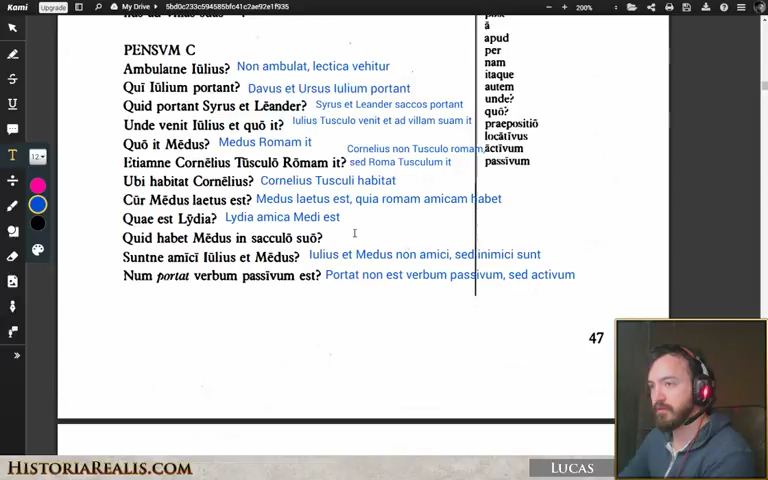 Kami
Upgrade
My Drive
5bd0c233c594585bfc41c2ae92e1f935
200%
12
PENSVM C
Ambulatne Iūlius? Non ambulat, lectica vehitur
Quī Iūlium portant? Davus et Ursus Iulium portant
Quid portant Syrus et Lēander? Syrus et Leander saccos portant
Unde venit Iūlius et quō it? Iulius Tusculo venit et ad villam suam it
Quō it Mēdus? Medus Romam it
Etiamne Cornēlius Tūsculō Rōmam it? Cornelius non Tusculo romam,
sed Roma Tusculum it
Ubi habitat Cornēlius? Cornelius Tusculi habitat
Cūr Mēdus laetus est? Medus laetus est, quia romam amicam habet
Quae est Lȳdia? Lydia amica Medi est
Quid habet Mēdus in sacculō suō?
Suntne amīcī Iūlius et Mēdus? Iulius et Medus non amici, sed inimici sunt
Num portat verbum passīvum est? Portat non est verbum passivum, sed activum
ā
apud
per
nam
itaque
autem
unde?
quō?
praepositiō
locātīvus
āctīvum
passīvum
47
HISTORIAREALIS.COM
LUCAS